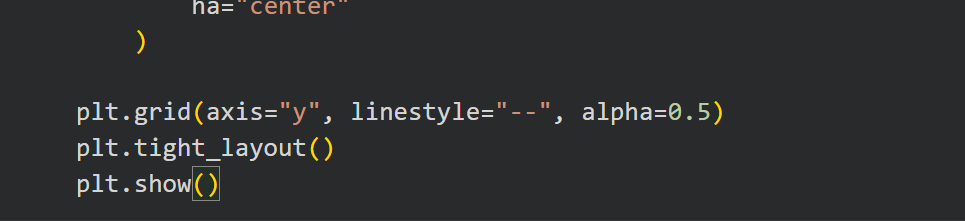 ha="center"
)
plt.grid(axis="y", linestyle="--", alpha=0.5)
plt.tight_layout()
plt.show()